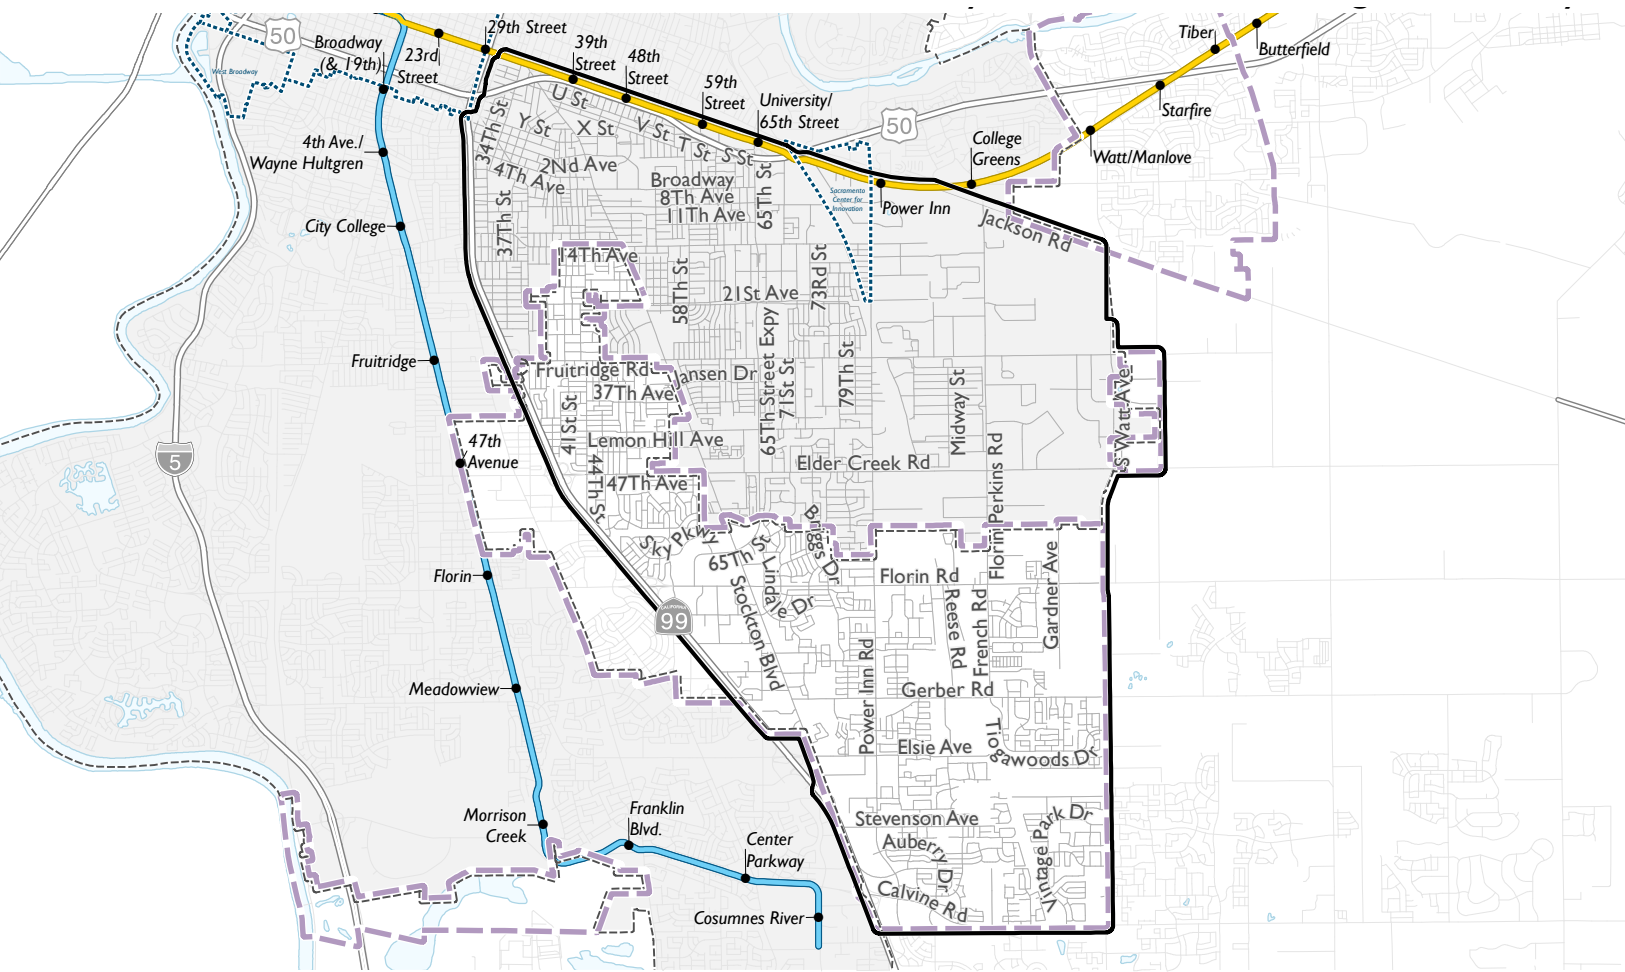 50
Broadway
(& 19th)
23rd
Street
29th Street
39th
Street
48th
Street
59th
Street
University/
65th Street
50
College
Greens
Tiber
Butterfield
Starfire
Watt/Manlove
Power Inn
West Broadway
Sacramento
Center for
Innovation
4th Ave./
Wayne Hultgren
City College
Fruitridge
47th
Avenue
Florin
Meadowview
Morrison
Creek
Franklin
Blvd.
Center
Parkway
Cosumnes River
5
CALIFORNIA
99
U St
Y St
X St
V St
T St
S St
34Th St
2Nd Ave
4Th Ave
37Th St
Broadway
8Th Ave
11Th Ave
65Th St
Jackson Rd
14Th Ave
58Th St
21St Ave
73Rd St
Fruitridge Rd
Jansen Dr
37Th Ave
65Th Street Expy
71St St
79Th St
Midway St
S Watt Ave
41St St
Lemon Hill Ave
44Th St
47Th Ave
Elder Creek Rd
Florin Perkins Rd
Sky Pkwy
65Th St
Briggs Dr
Lindale Dr
Stockton Blvd
Florin Rd
Reese Rd
French Rd
Gardner Ave
Power Inn Rd
Gerber Rd
Elsie Ave
Tiogawoods Dr
Stevenson Ave
Auberry Dr
Vintage Park Dr
Calvine Rd